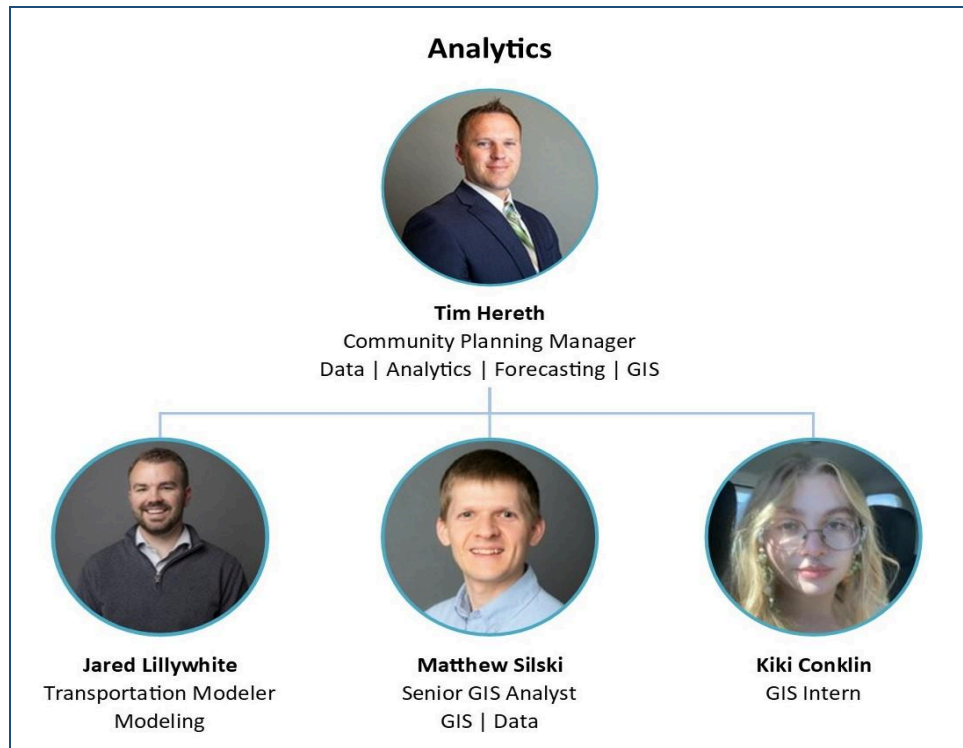 Analytics
Tim Hereth
Community Planning Manager
Data | Analytics | Forecasting | GIS
Jared Lillywhite
Transportation Modeler
Modeling
Matthew Silski
Senior GIS Analyst
GIS | Data
Kiki Conklin
GIS Intern